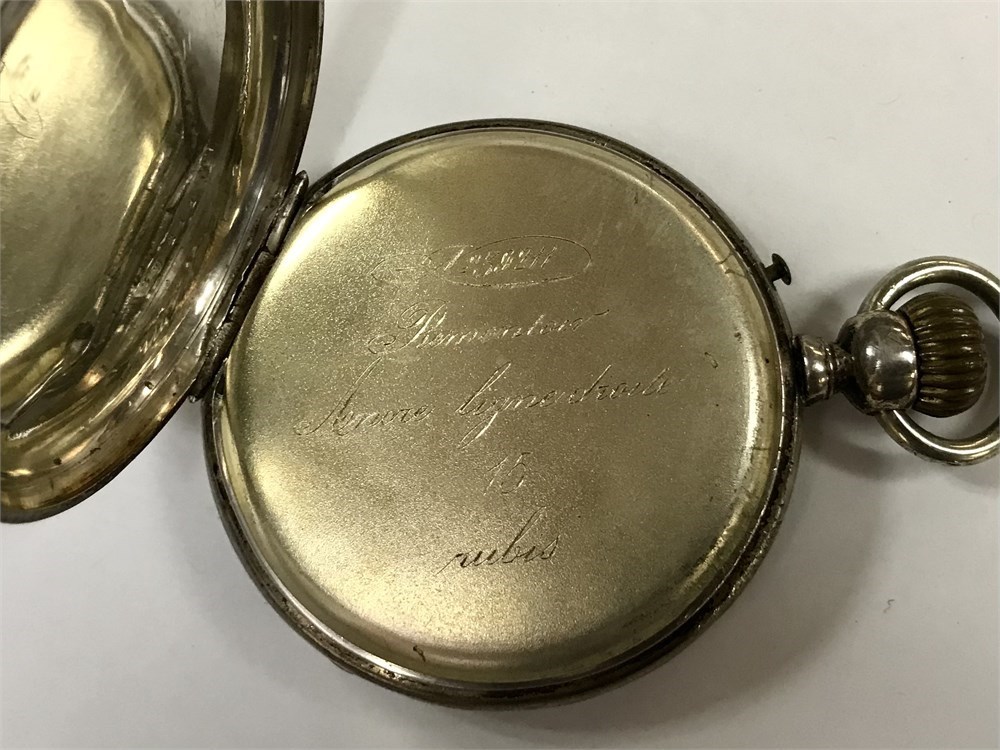 Remontoir
Ancre ligne droite
15
rubis